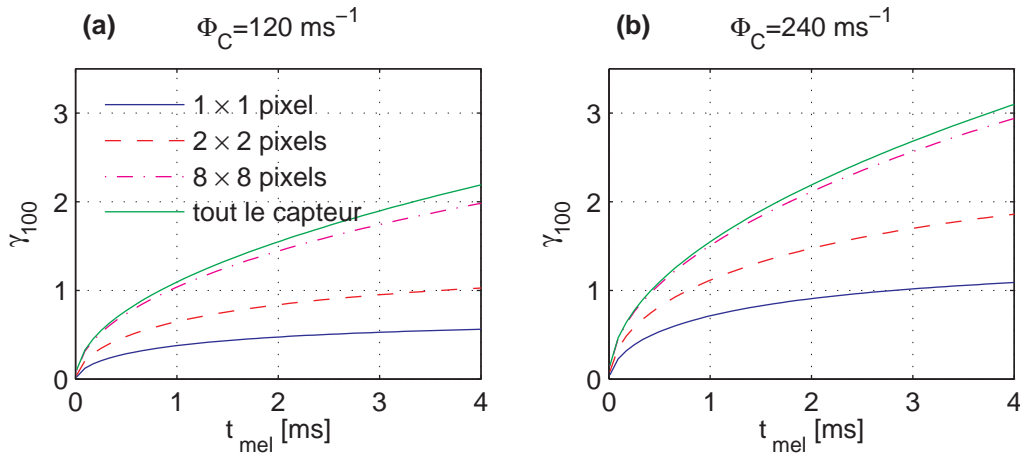 (a) Φ_C=120 ms⁻¹
γ₁₀₀
3
2
1
0
1 × 1 pixel
2 × 2 pixels
8 × 8 pixels
tout le capteur
0 1 2 3 4
t_mel [ms]
(b) Φ_C=240 ms⁻¹
γ₁₀₀
3
2
1
0
0 1 2 3 4
t_mel [ms]